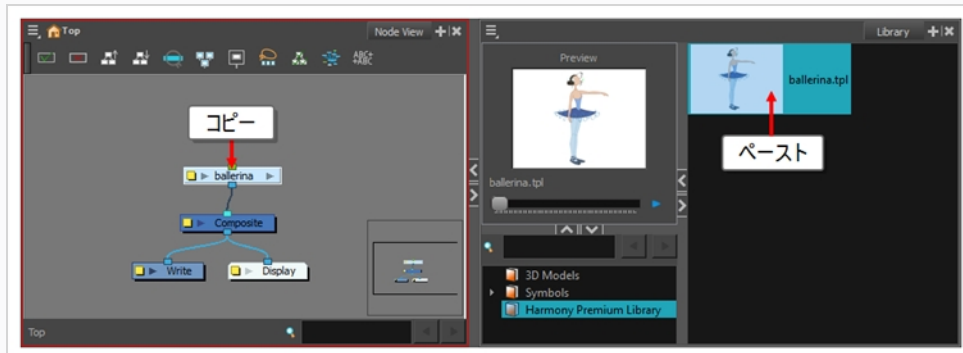 Top
Node View
ABC+
+ABC
コピー
ballerina
Composite
Write
Display
Top
Library
Preview
ballerina.tpl
3D Models
Symbols
Harmony Premium Library
ballerina.tpl
ペースト